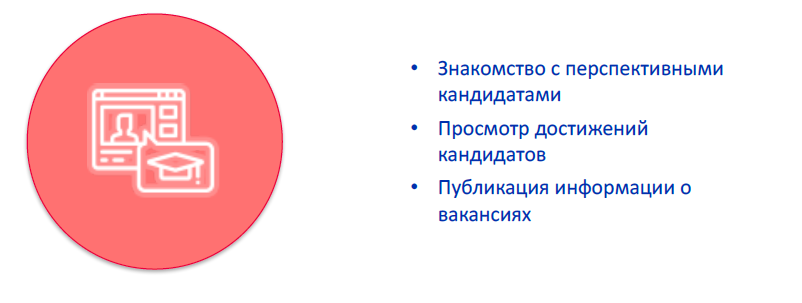 • Знакомство с перспективными
кандидатами
• Просмотр достижений
кандидатов
• Публикация информации о
вакансиях